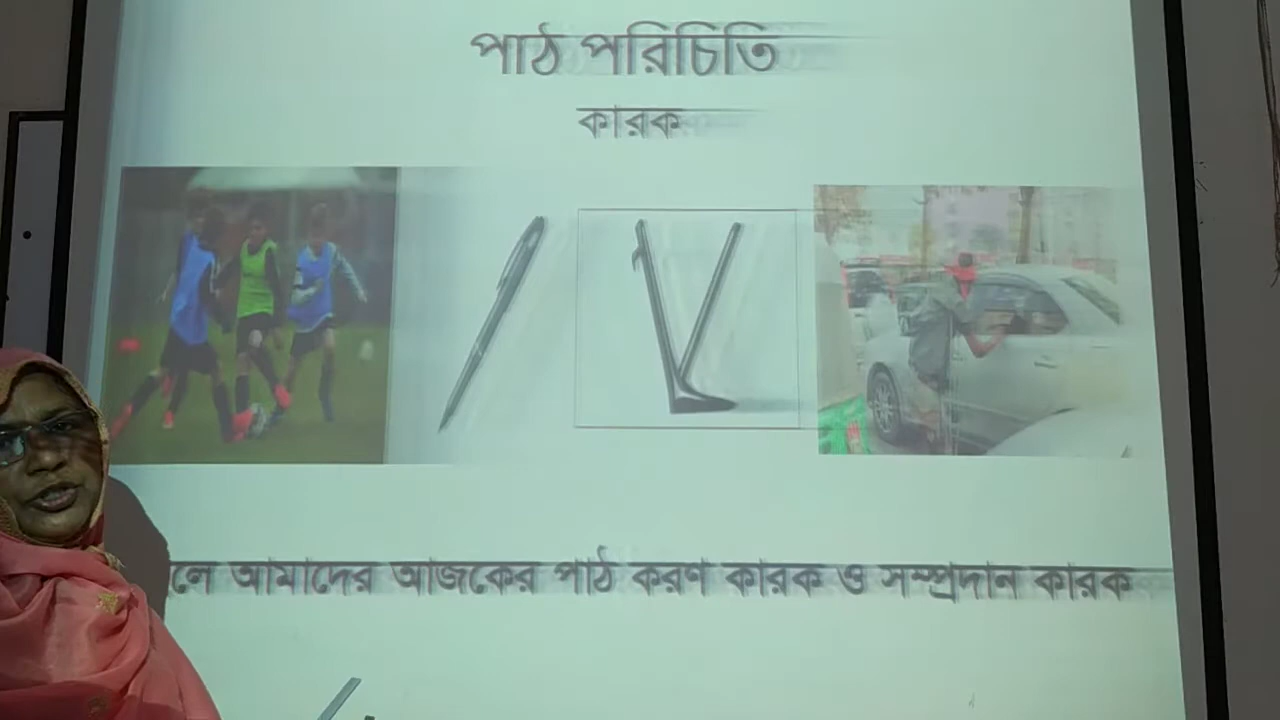 পাঠ পরিচিতি
কারক
লে আমাদের আজকের পাঠ করণ কারক ও সম্প্রদান কারক